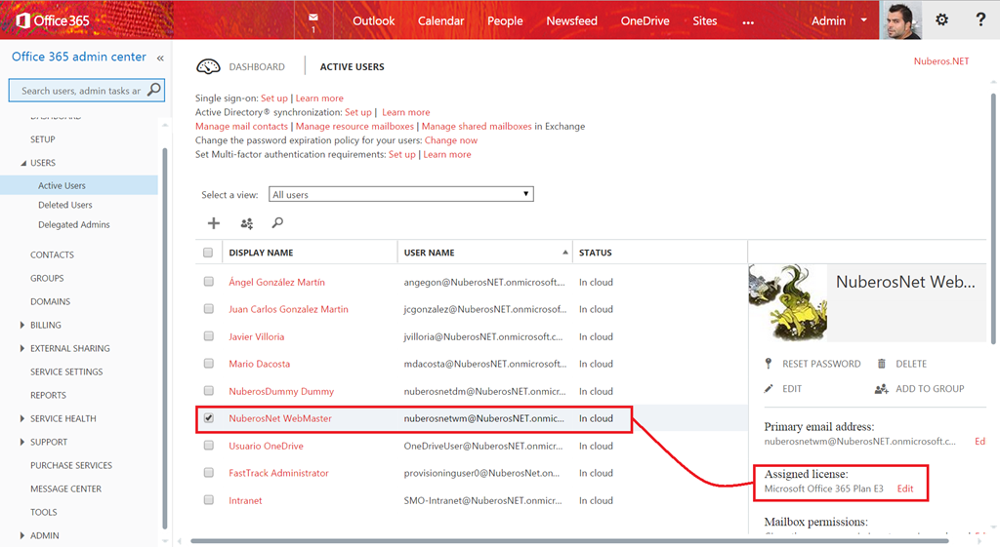 Office 365
1
Outlook
Calendar
People
Newsfeed
OneDrive
Sites
...
Admin
?
Office 365 admin center «
Search users, admin tasks ar
DASHBOARD
SETUP
USERS
Active Users
Deleted Users
Delegated Admins
CONTACTS
GROUPS
DOMAINS
BILLING
EXTERNAL SHARING
SERVICE SETTINGS
REPORTS
SERVICE HEALTH
SUPPORT
PURCHASE SERVICES
MESSAGE CENTER
TOOLS
ADMIN
DASHBOARD
ACTIVE USERS
Nuberos.NET
Single sign-on: Set up | Learn more
Active Directory® synchronization: Set up | Learn more
Manage mail contacts | Manage resource mailboxes | Manage shared mailboxes in Exchange
Change the password expiration policy for your users: Change now
Set Multi-factor authentication requirements: Set up | Learn more
Select a view: All users
DISPLAY NAME USER NAME STATUS
Ángel González Martín angegon@NuberosNET.onmicrosoft.... In cloud
Juan Carlos Gonzalez Martin jcgonzalez@NuberosNET.onmicrosof... In cloud
Javier Villoria jvilloria@NuberosNET.onmicrosoft.c... In cloud
Mario Dacosta mdacosta@NuberosNET.onmicrosoft... In cloud
NuberosDummy Dummy nuberosnetdm@NuberosNET.onmicr... In cloud
NuberosNet WebMaster nuberosnetwm@NuberosNET.onmic... In cloud
Usuario OneDrive OneDriveUser@NuberosNET.onmicr... In cloud
FastTrack Administrator provisioninguser0@NuberosNet.on... In cloud
Intranet SMO-Intranet@NuberosNET.onmicr... In cloud
NuberosNet Web...
RESET PASSWORD
DELETE
EDIT
ADD TO GROUP
Primary email address:
nuberosnetwm@NuberosNET.onmicrosoft.c... Ed
Assigned license:
Microsoft Office 365 Plan E3 Edit
Mailbox permissions: